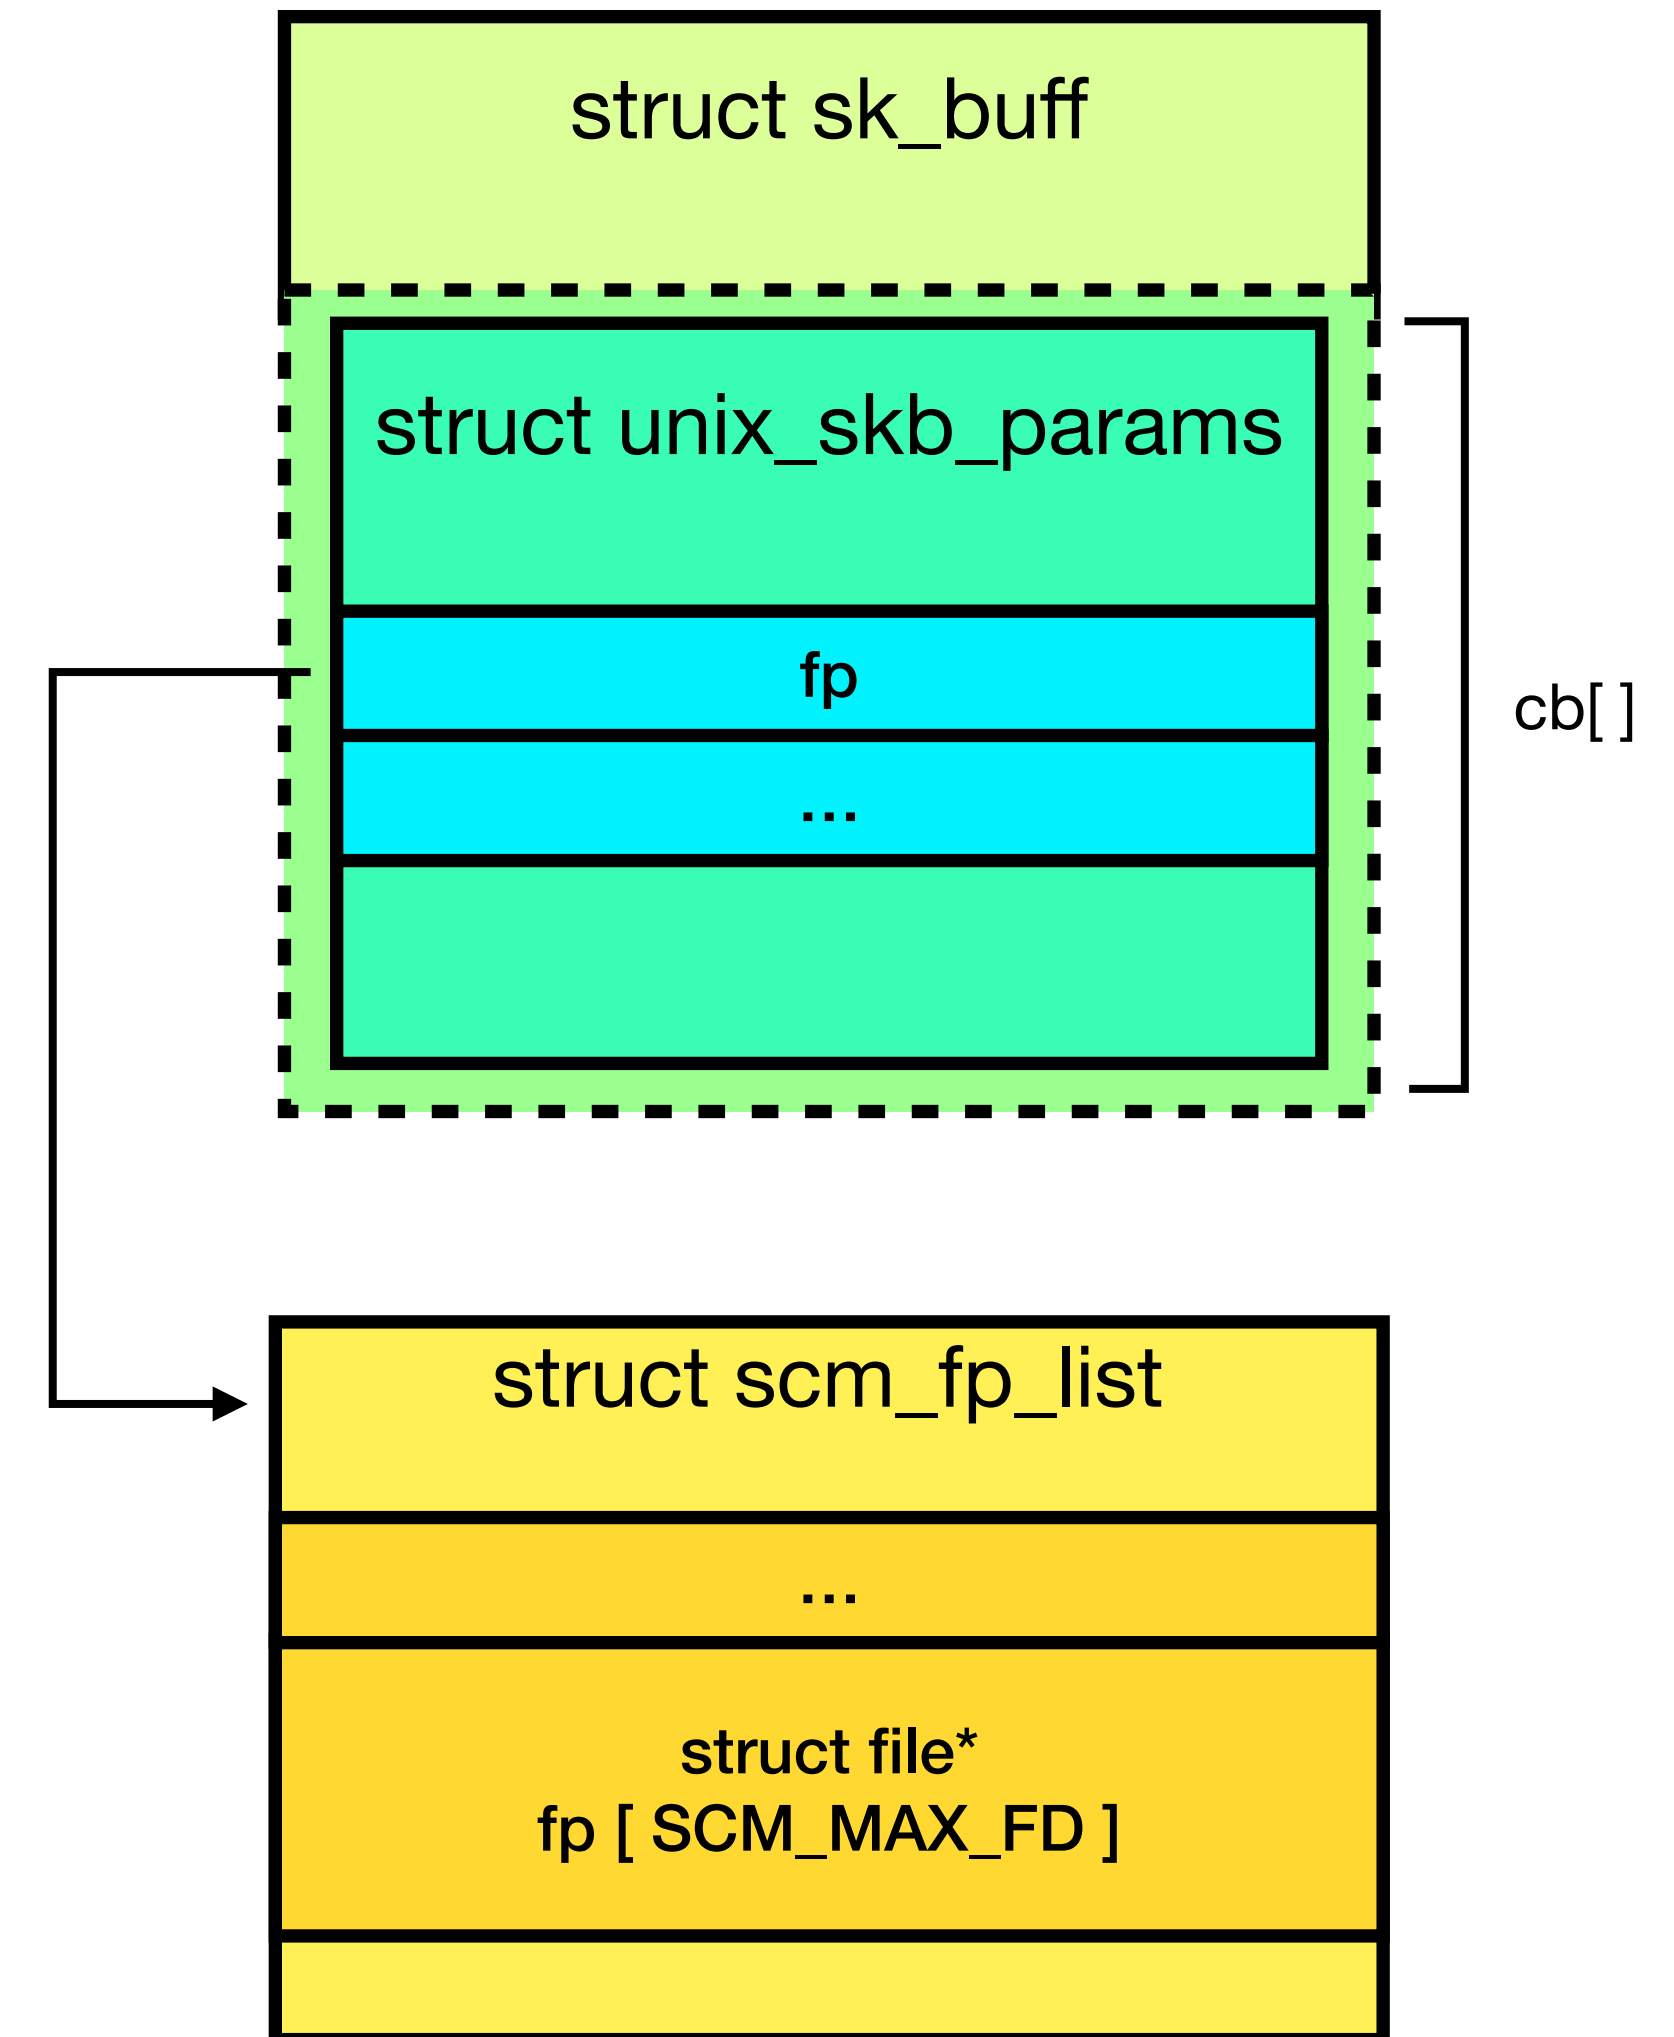 struct sk_buff
struct unix_skb_params
fp
...
cb[ ]
struct scm_fp_list
...
struct file*
fp [ SCM_MAX_FD ]